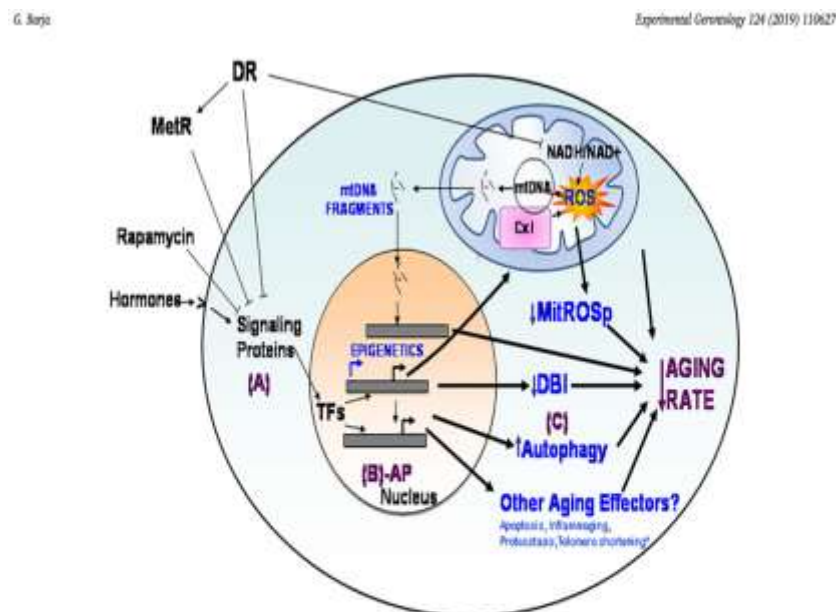 G. Barja
Experimental Gerontology 124 (2019) 110627
DR
MetR
NADH/NAD+
mtDNA
ROS
CxI
mtDNA
FRAGMENTS
Rapamycin
Hormones
Signaling
Proteins
(A)
↓MitROSp
EPIGENETICS
↓AGING
RATE
↓DBI
(C)
TFs
↑Autophagy
(B)-AP
Nucleus
Other Aging Effectors?
Apoptosis, Inflammaging,
Proteostasis, Telomere shortening*